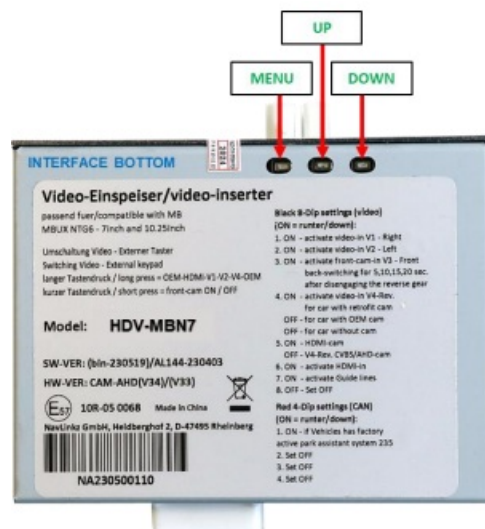 UP
MENU
DOWN
INTERFACE BOTTOM
2024
Video-Einspeiser/video-inserter
passend fuer/compatible with MB
MBUX NTG6 - 7inch and 10.25inch
Umschaltung Video - Externer Taster
Switching Video - External keypad
langer Tastendruck / long press = OEM-HDMI-V1-V2-V4-OEM
kurzer Tastendruck / short press = front-cam ON / OFF
Model: HDV-MBN7
SW-VER: (bin-230519)/AL144-230403
HW-VER: CAM-AHD(V34)/(V33)
E57 10R-05 0068 Made in China
NavLinkz GmbH, Heidberghof 2, D-47495 Rheinberg
NA230500110
Black 8-Dip settings (video)
(ON = runter/down):
1. ON - activate video-in V1 - Right
2. ON - activate video-in V2 - Left
3. ON - activate front-cam-in V3 - Front
back-switching for 5,10,15,20 sec.
after disengaging the reverse gear
4. ON - activate video-in V4-Rev.
for car with retrofit cam
OFF - for car with OEM cam
OFF - for car without cam
5. ON - HDMI-cam
OFF - V4-Rev. CVBS/AHD-cam
6. ON - activate HDMI-in
7. ON - activate Guide lines
8. OFF - Set OFF
Red 4-Dip settings (CAN)
(ON = runter/down):
1. ON - if Vehicles has factory
active park assistant system 235
2. Set OFF
3. Set OFF
4. Set OFF